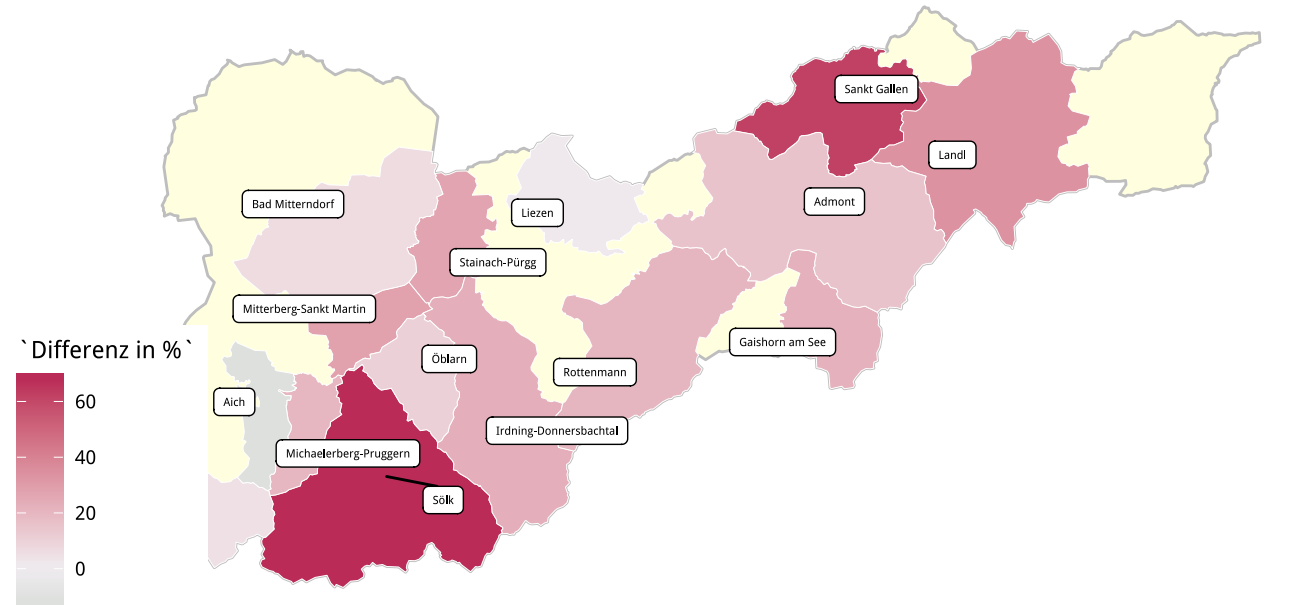 Sankt Gallen
Landl
Bad Mitterndorf
Admont
Liezen
Stainach-Pürgg
Mitterberg-Sankt Martin
Gaishorn am See
`Differenz in %`
Öblarn
Rottenmann
Aich
60
Irdning-Donnersbachtal
Michaelerberg-Pruggern
40
Sölk
20
0